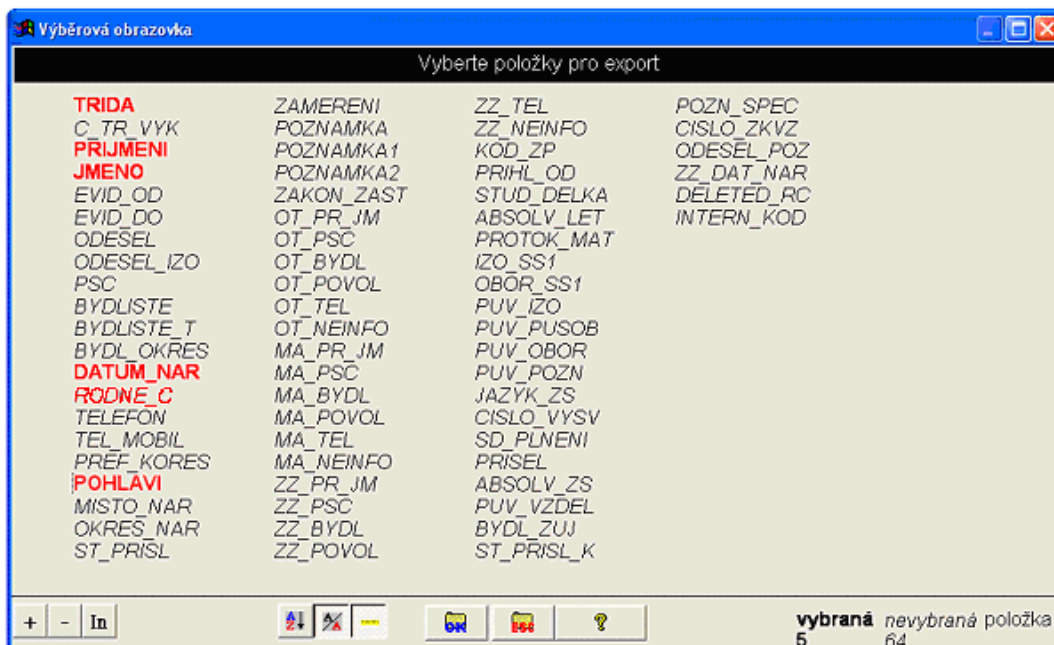 Výběrová obrazovka
Vyberte položky pro export
TRIDA
C_TR_VYK
PRIJMENI
JMENO
EVID_OD
EVID_DO
ODESEL
ODESEL_IZO
PSC
BYDLISTE
BYDLISTE_T
BYDL_OKRES
DATUM_NAR
RODNE_C
TELEFON
TEL_MOBIL
PREF_KORES
POHLAVI
MISTO_NAR
OKRES_NAR
ST_PRISL
ZAMERENI
POZNAMKA
POZNAMKA1
POZNAMKA2
ZAKON_ZAST
OT_PR_JM
OT_PSC
OT_BYDL
OT_POVOL
OT_TEL
OT_NEINFO
MA_PR_JM
MA_PSC
MA_BYDL
MA_POVOL
MA_TEL
MA_NEINFO
ZZ_PR_JM
ZZ_PSC
ZZ_BYDL
ZZ_POVOL
ZZ_TEL
ZZ_NEINFO
KOD_ZP
PRIHL_OD
STUD_DELKA
ABSOLV_LET
PROTOK_MAT
IZO_SS1
OBOR_SS1
PUV_IZO
PUV_PUSOB
PUV_OBOR
PUV_POZN
JAZYK_ZS
CISLO_VYSV
SD_PLNENI
PRISEL
ABSOLV_ZS
PUV_VZDEL
BYDL_ZUJ
ST_PRISL_K
POZN_SPEC
CISLO_ZKVZ
ODESEL_POZ
ZZ_DAT_NAR
DELETED_RC
INTERN_KOD
+ - In
OK ESC ?
vybraná nevybraná položka
5 64